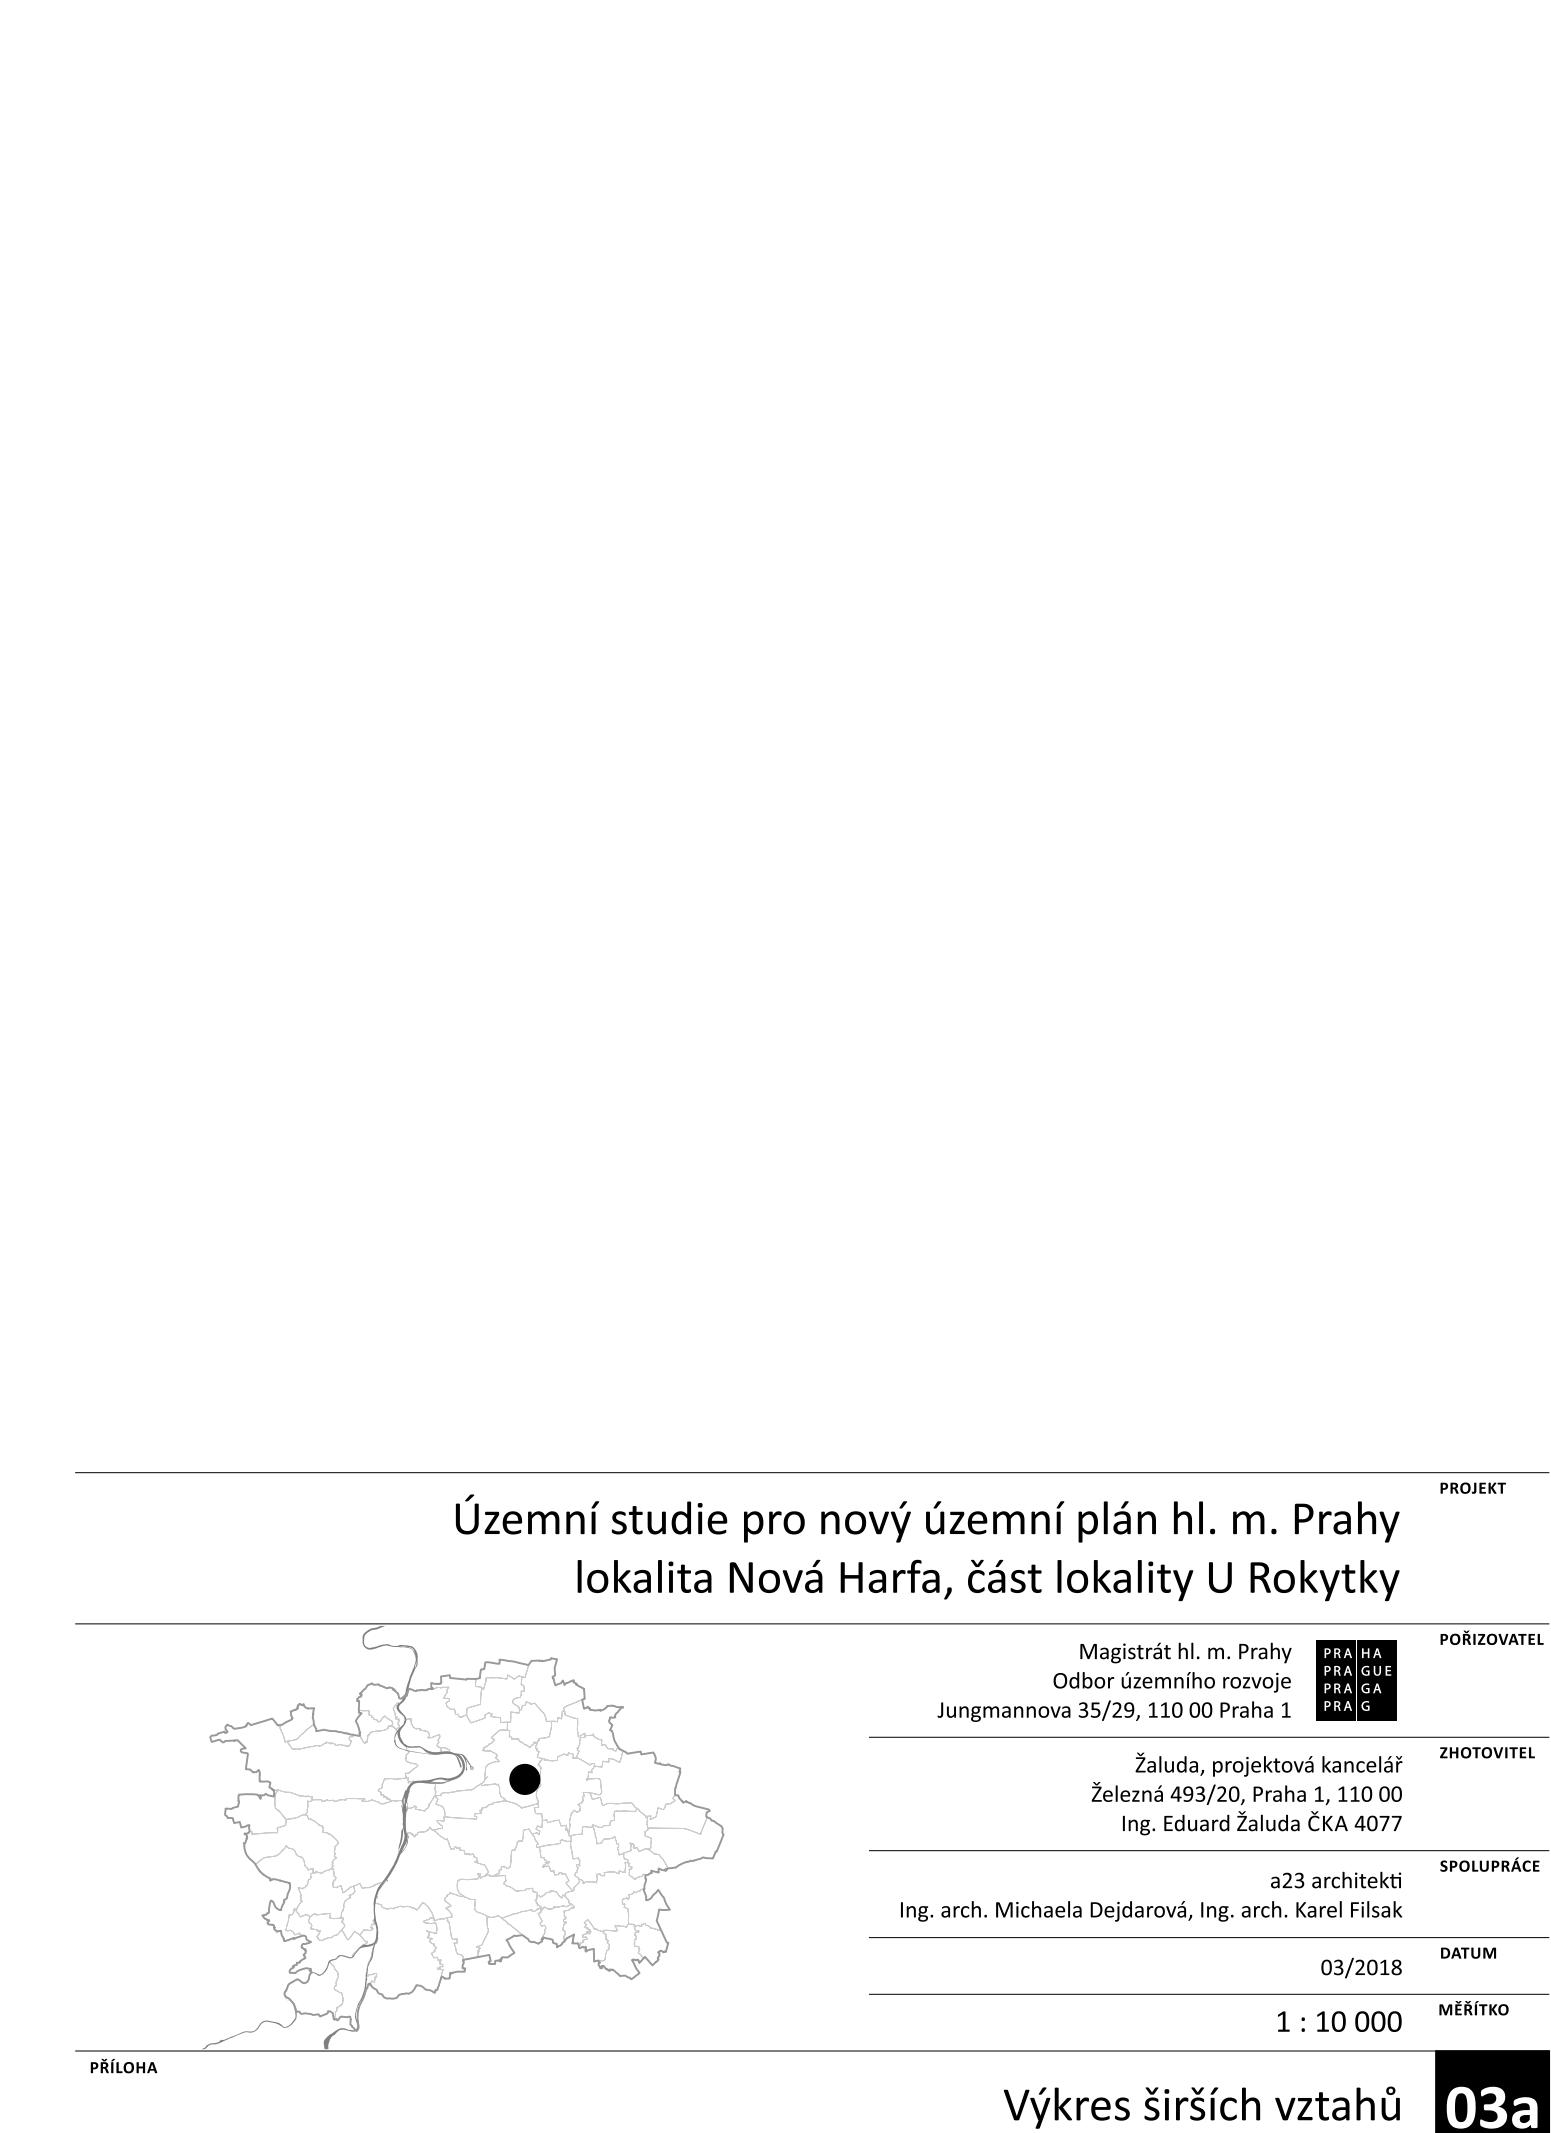 PROJEKT
Územní studie pro nový územní plán hl. m. Prahy
lokalita Nová Harfa, část lokality U Rokytky
POŘIZOVATEL
Magistrát hl. m. Prahy
Odbor územního rozvoje
Jungmannova 35/29, 110 00 Praha 1
PRA HA
PRA GUE
PRA GA
PRA G
ZHOTOVITEL
Žaluda, projektová kancelář
Železná 493/20, Praha 1, 110 00
Ing. Eduard Žaluda ČKA 4077
SPOLUPRÁCE
a23 architekti
Ing. arch. Michaela Dejdarová, Ing. arch. Karel Filsak
DATUM
03/2018
MĚŘÍTKO
1 : 10 000
PŘÍLOHA
Výkres širších vztahů
03a